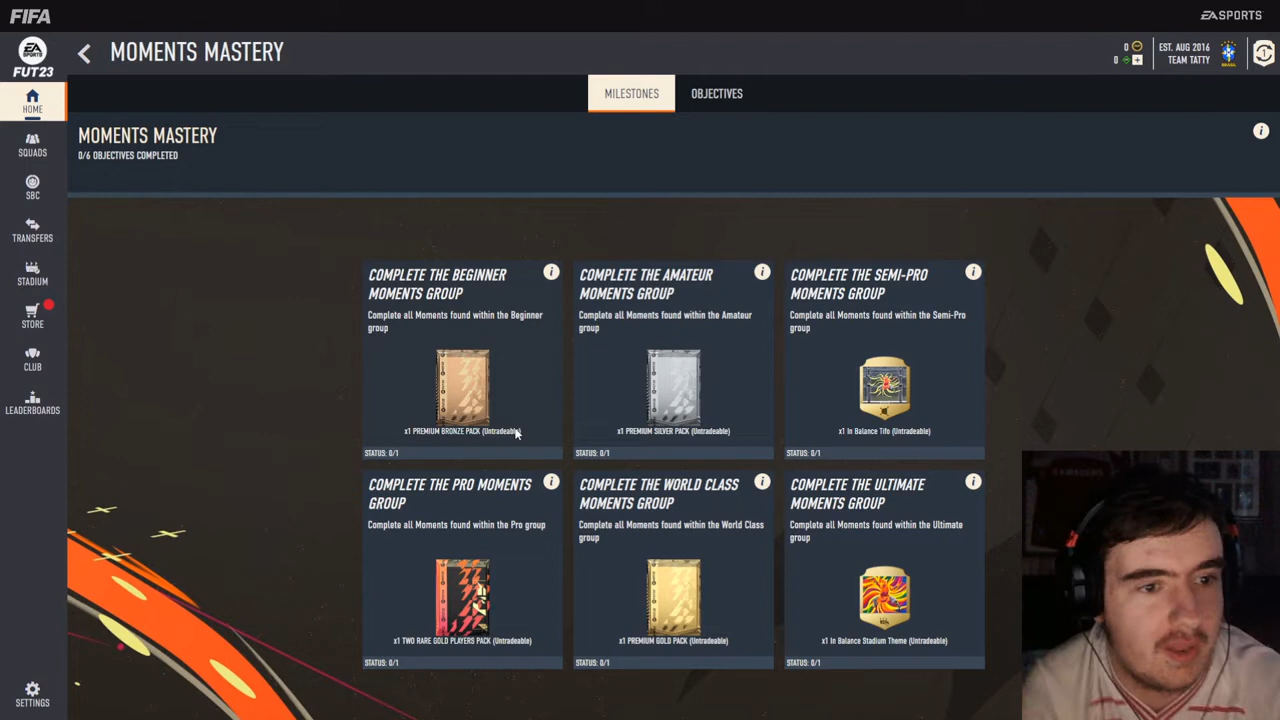 FIFA
EA SPORTS
EA
SPORTS
FUT23
MOMENTS MASTERY
0
0
EST. AUG 2016
TEAM TATTY
BRASIL
1
HOME
SQUADS
SBC
TRANSFERS
STADIUM
STORE
CLUB
LEADERBOARDS
SETTINGS
MILESTONES
OBJECTIVES
MOMENTS MASTERY
0/6 OBJECTIVES COMPLETED
COMPLETE THE BEGINNER
MOMENTS GROUP
Complete all Moments found within the Beginner
group
x1 PREMIUM BRONZE PACK (Untradeable)
STATUS: 0/1
COMPLETE THE AMATEUR
MOMENTS GROUP
Complete all Moments found within the Amateur
group
x1 PREMIUM SILVER PACK (Untradeable)
STATUS: 0/1
COMPLETE THE SEMI-PRO
MOMENTS GROUP
Complete all Moments found within the Semi-Pro
group
x1 In Balance Tifo (Untradeable)
STATUS: 0/1
COMPLETE THE PRO MOMENTS
GROUP
Complete all Moments found within the Pro group
x1 TWO RARE GOLD PLAYERS PACK (Untradeable)
STATUS: 0/1
COMPLETE THE WORLD CLASS
MOMENTS GROUP
Complete all Moments found within the World Class
group
x1 PREMIUM GOLD PACK (Untradeable)
STATUS: 0/1
COMPLETE THE ULTIMATE
MOMENTS GROUP
Complete all Moments found within the Ultimate
group
x1 In Balance Stadium Theme (Untradeable)
STATUS: 0/1